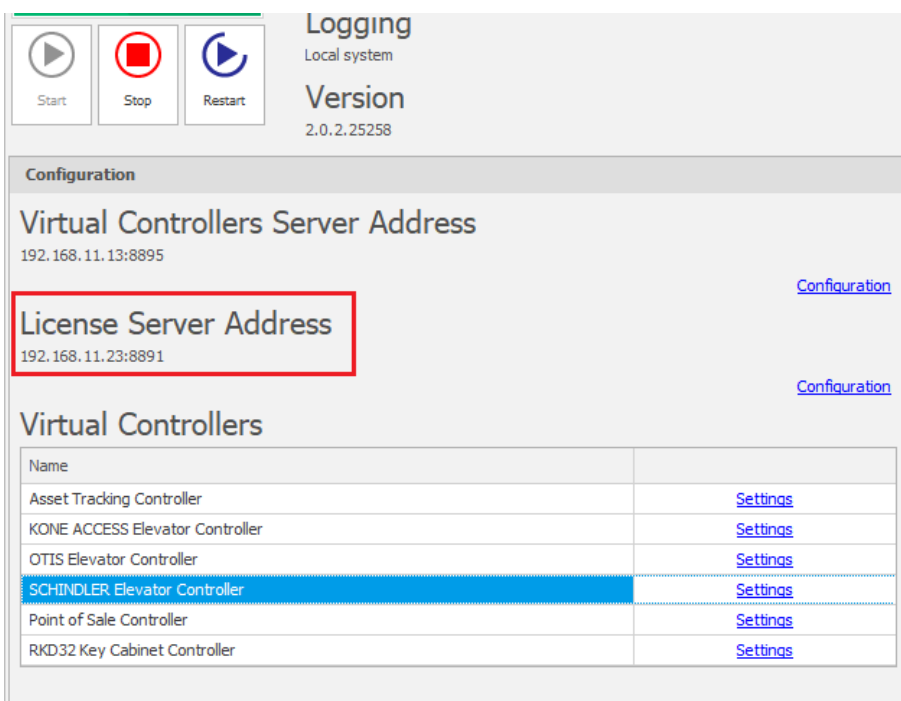 Logging
Local system
Start
Stop
Restart
Version
2.0.2.25258
Configuration
Virtual Controllers Server Address
192.168.11.13:8895
Configuration
License Server Address
192.168.11.23:8891
Configuration
Virtual Controllers
Name
Asset Tracking Controller Settings
KONE ACCESS Elevator Controller Settings
OTIS Elevator Controller Settings
SCHINDLER Elevator Controller Settings
Point of Sale Controller Settings
RKD32 Key Cabinet Controller Settings